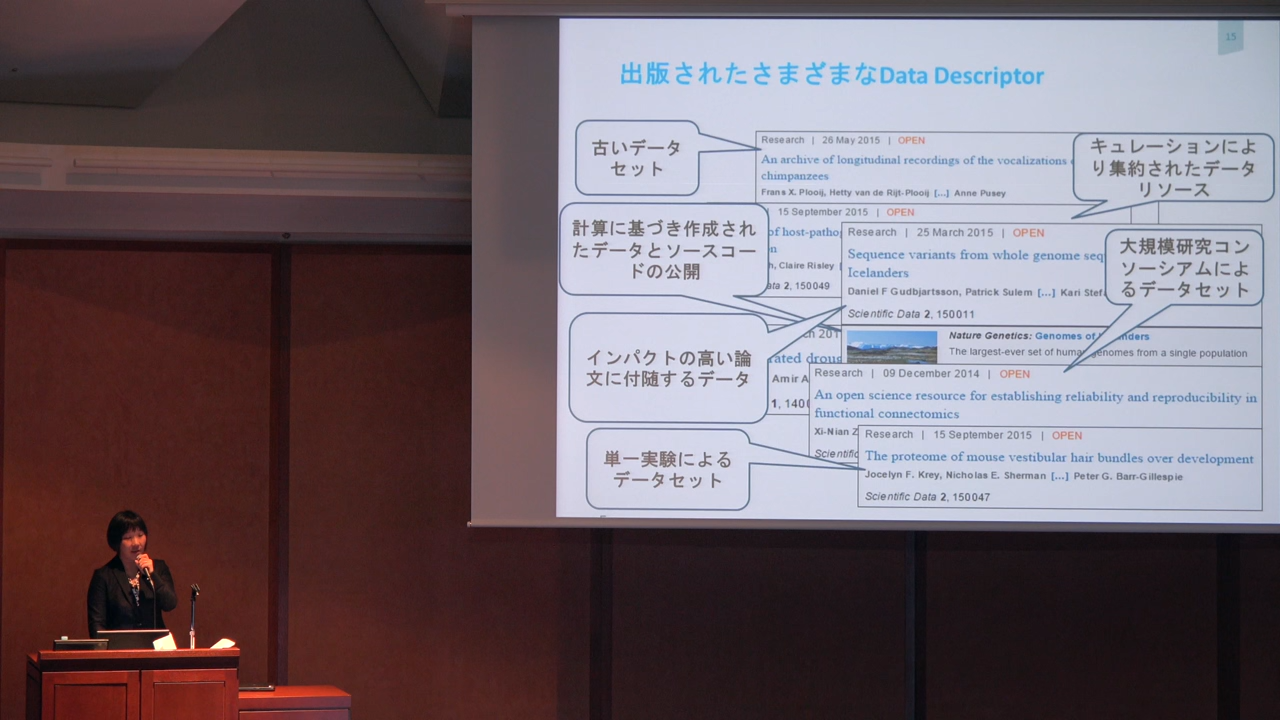 15
出版されたさまざまなData Descriptor
古いデータ
セット
Research | 26 May 2015 | OPEN
An archive of longitudinal recordings of the vocalizations
chimpanzees
Frans X. Plooij, Hetty van de Rijt-Plooij [...] Anne Pusey
キュレーションによ
り集約されたデータ
リソース
計算に基づき作成され
たデータとソースコー
ドの公開
15 September 2015 | OPEN
of host-patho
h, Claire Risley
ata 2, 150049
Research | 25 March 2015 | OPEN
Sequence variants from whole genome seq
Icelanders
Daniel F Gudbjartsson, Patrick Sulem [...] Kari Stef
Scientific Data 2, 150011
大規模研究コン
ソーシアムによ
るデータセット
Nature Genetics: Genomes of
The largest-ever set of human genomes from a single population
インパクトの高い論
文に付随するデータ
rated droug
Amir A
1, 140
Research | 09 December 2014 | OPEN
An open science resource for establishing reliability and reproducibility in
functional connectomics
Xi-Nian Z
Scientific
単一実験による
データセット
Research | 15 September 2015 | OPEN
The proteome of mouse vestibular hair bundles over development
Jocelyn F. Krey, Nicholas E. Sherman [...] Peter G. Barr-Gillespie
Scientific Data 2, 150047